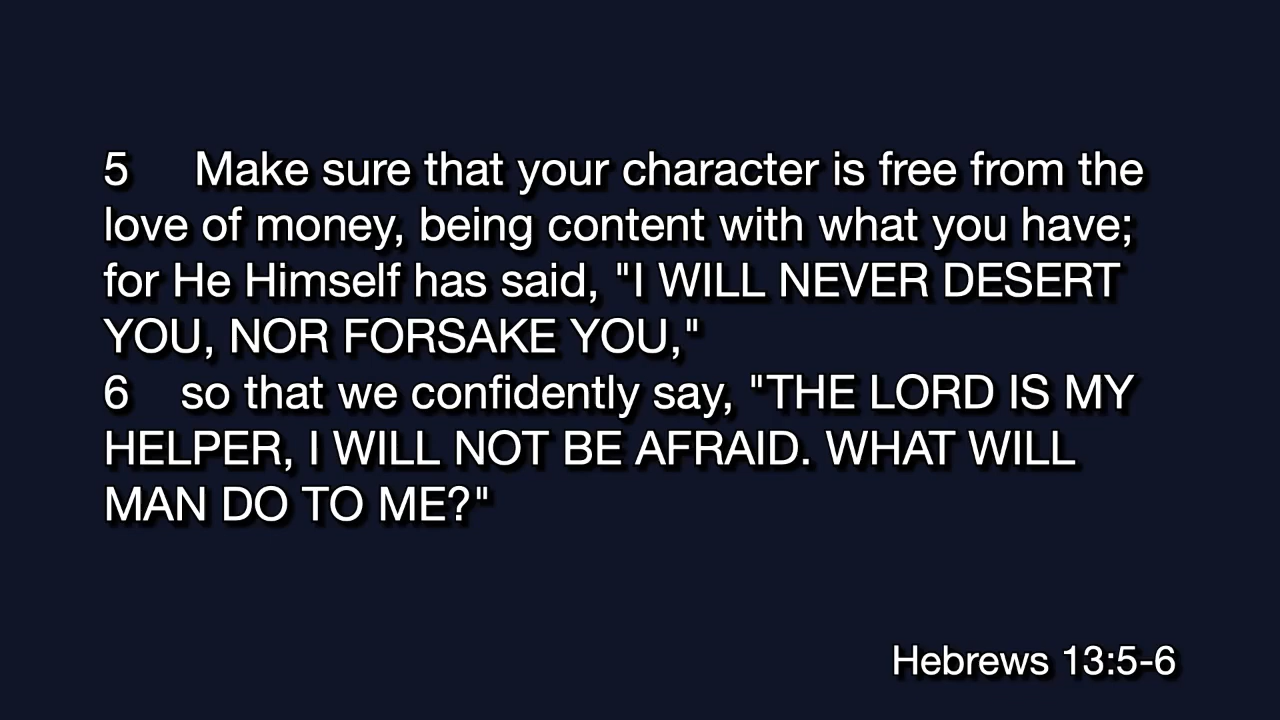 5 Make sure that your character is free from the
love of money, being content with what you have;
for He Himself has said, "I WILL NEVER DESERT
YOU, NOR FORSAKE YOU,"
6 so that we confidently say, "THE LORD IS MY
HELPER, I WILL NOT BE AFRAID. WHAT WILL
MAN DO TO ME?"
Hebrews 13:5-6